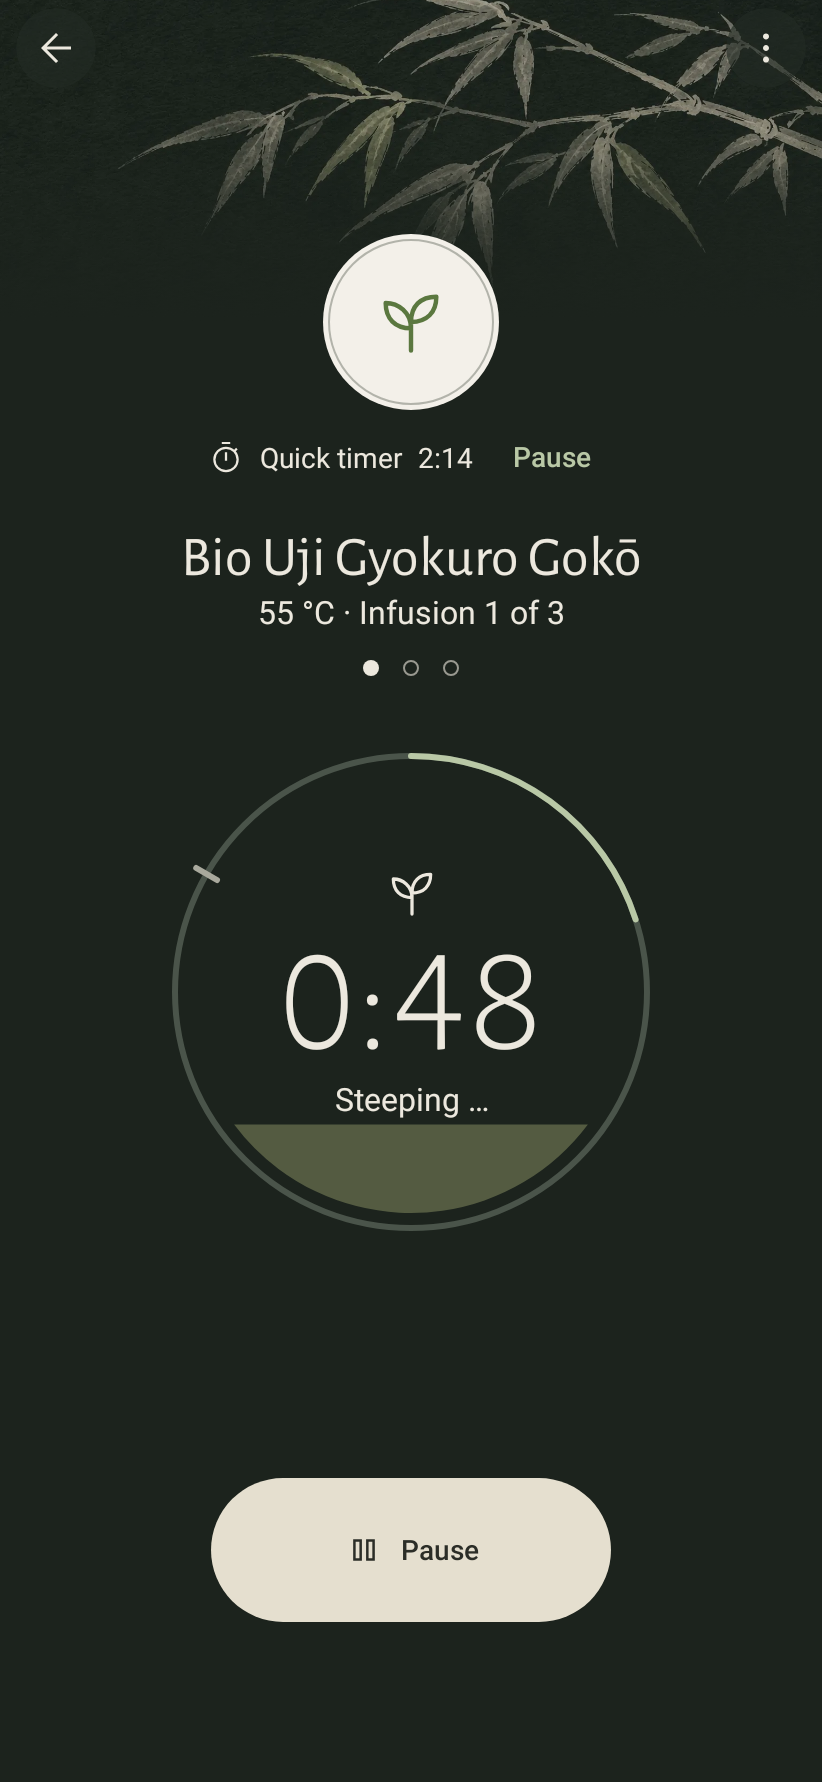 Quick timer 2:14 Pause
Bio Uji Gyokuro Gokō
55 °C · Infusion 1 of 3
0:48
Steeping ...
Pause